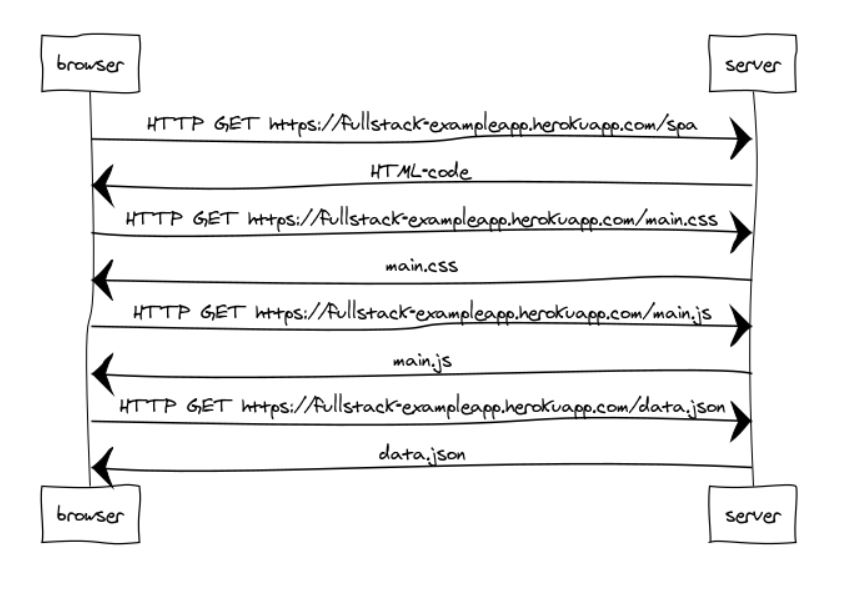 browser
server
HTTP GET https://fullstack-exampleapp.herokuapp.com/spa
HTML-code
HTTP GET https://fullstack-exampleapp.herokuapp.com/main.css
main.css
HTTP GET https://fullstack-exampleapp.herokuapp.com/main.js
main.js
HTTP GET https://fullstack-exampleapp.herokuapp.com/data.json
data.json
browser
server